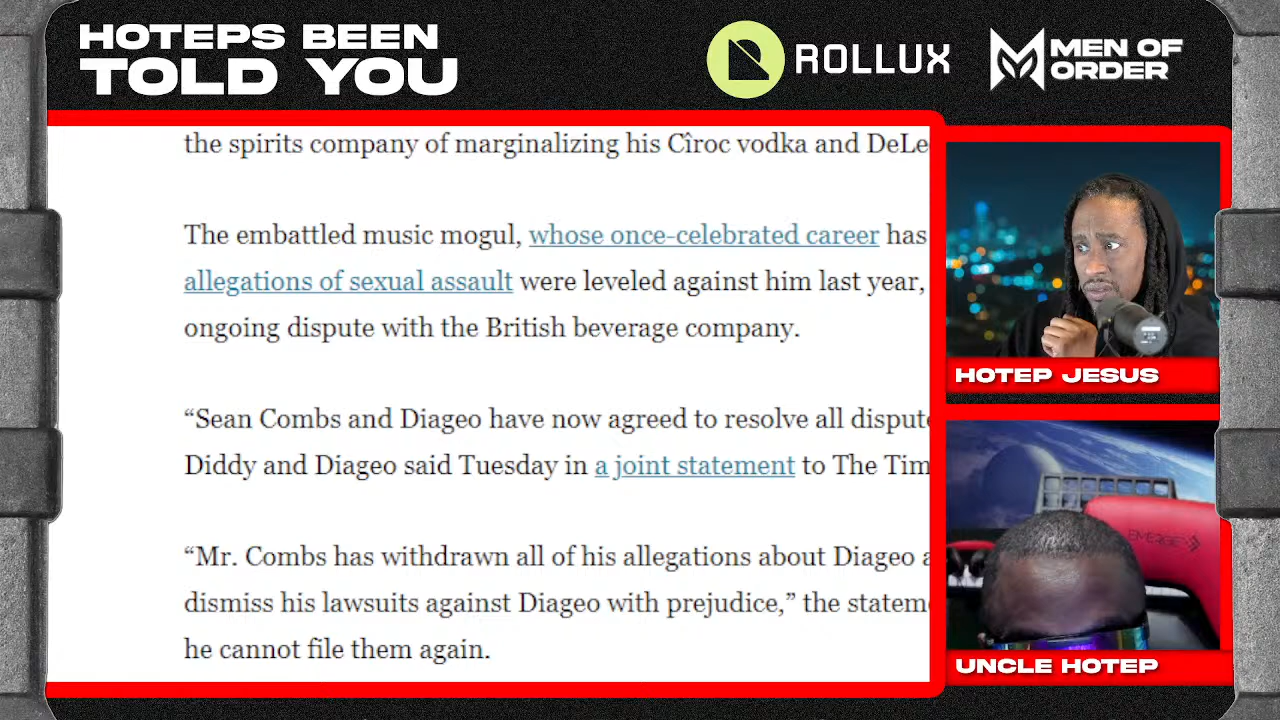 HOTEPS BEEN
TOLD YOU
ROLLUX
MEN OF
ORDER
the spirits company of marginalizing his Cîroc vodka and DeLe
The embattled music mogul, whose once-celebrated career has
allegations of sexual assault were leveled against him last year,
ongoing dispute with the British beverage company.
“Sean Combs and Diageo have now agreed to resolve all dispute
Diddy and Diageo said Tuesday in a joint statement to The Tim
“Mr. Combs has withdrawn all of his allegations about Diageo a
dismiss his lawsuits against Diageo with prejudice,” the stateme
he cannot file them again.
HOTEP JESUS
EMERGE
UNCLE HOTEP